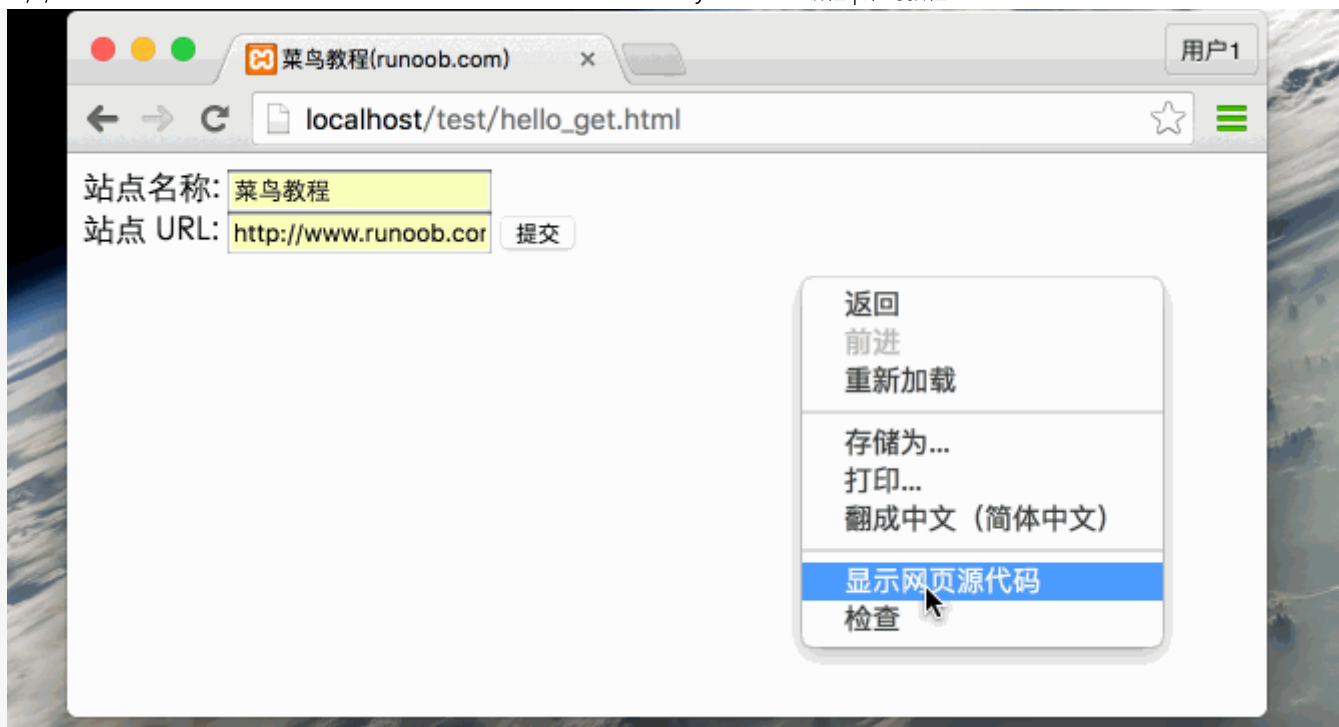 菜鸟教程(runoob.com)
用户1
localhost/test/hello_get.html
站点名称: 菜鸟教程
站点 URL: http://www.runoob.cor 提交
返回
前进
重新加载
存储为...
打印...
翻成中文（简体中文）
显示网页源代码
检查